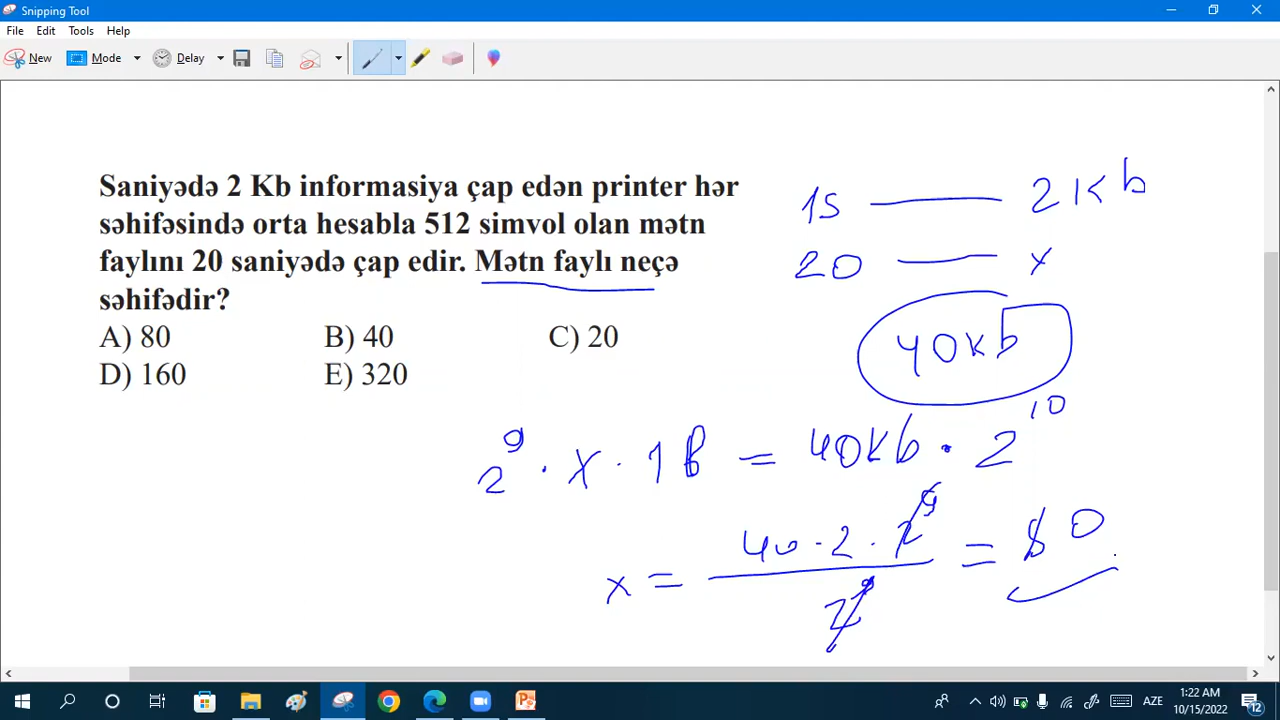 Snipping Tool
File Edit Tools Help
New Mode Delay
Saniyədə 2 Kb informasiya çap edən printer hər
səhifəsində orta hesabla 512 simvol olan mətn
faylını 20 saniyədə çap edir. Mətn faylı neçə
səhifədir?
A) 80 B) 40 C) 20
D) 160 E) 320
1s — 2Kb
20 — x
40kb
2^9 · x · 1b = 40kb · 2^10
x = 40 · 2 · 2^9 / 2^9 = 80
AZE
1:22 AM
10/15/2022
12